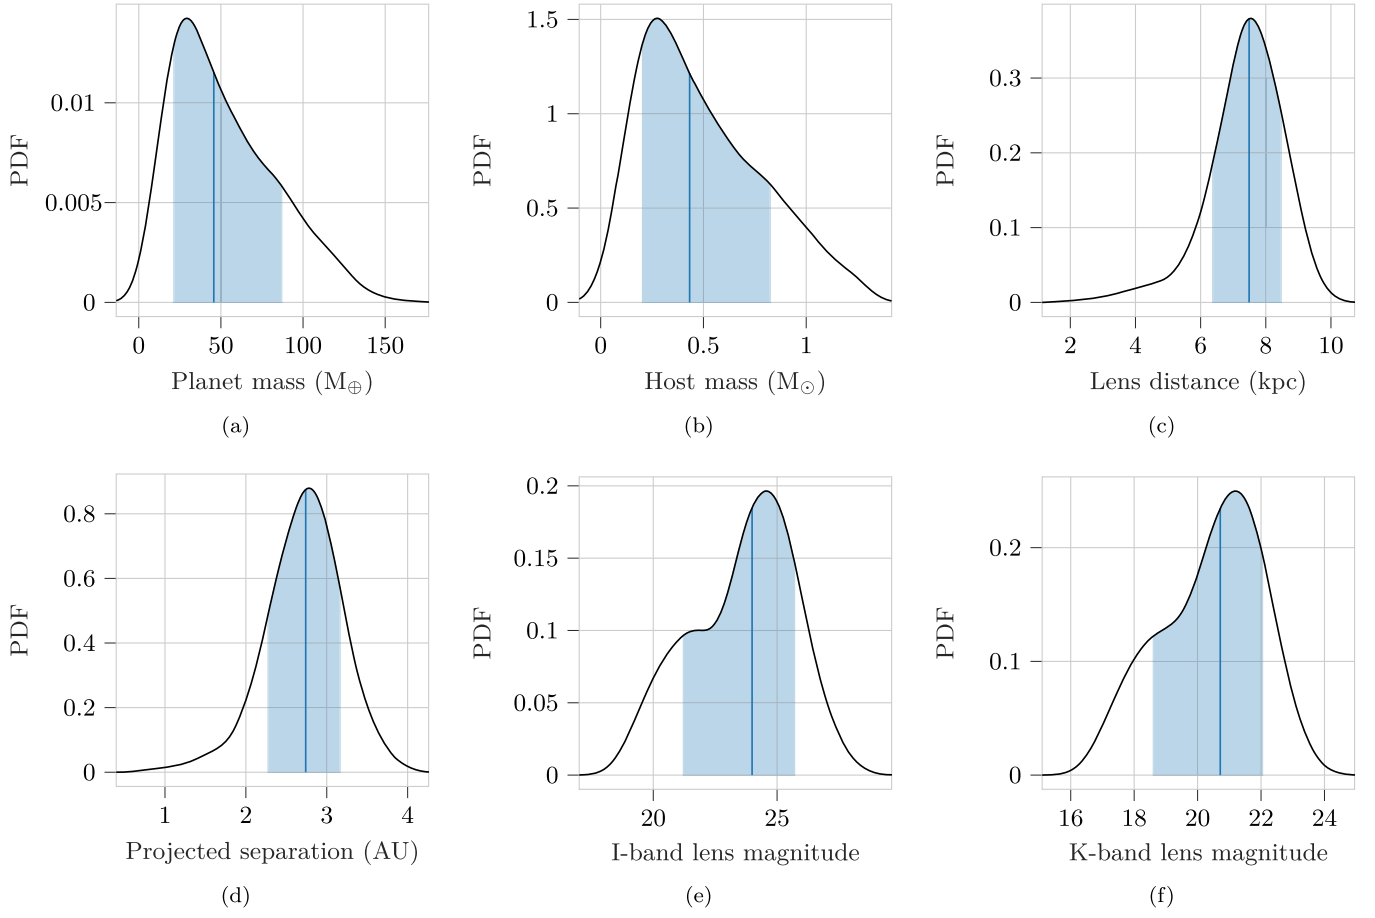 PDF
0.01
0.005
0
0 50 100 150
Planet mass (M⊕)
(a)
PDF
1.5
1
0.5
0
0 0.5 1
Host mass (M⊙)
(b)
PDF
0.3
0.2
0.1
0
2 4 6 8 10
Lens distance (kpc)
(c)
PDF
0.8
0.6
0.4
0.2
0
1 2 3 4
Projected separation (AU)
(d)
PDF
0.2
0.15
0.1
0.05
0
20 25
I-band lens magnitude
(e)
PDF
0.2
0.1
0
16 18 20 22 24
K-band lens magnitude
(f)